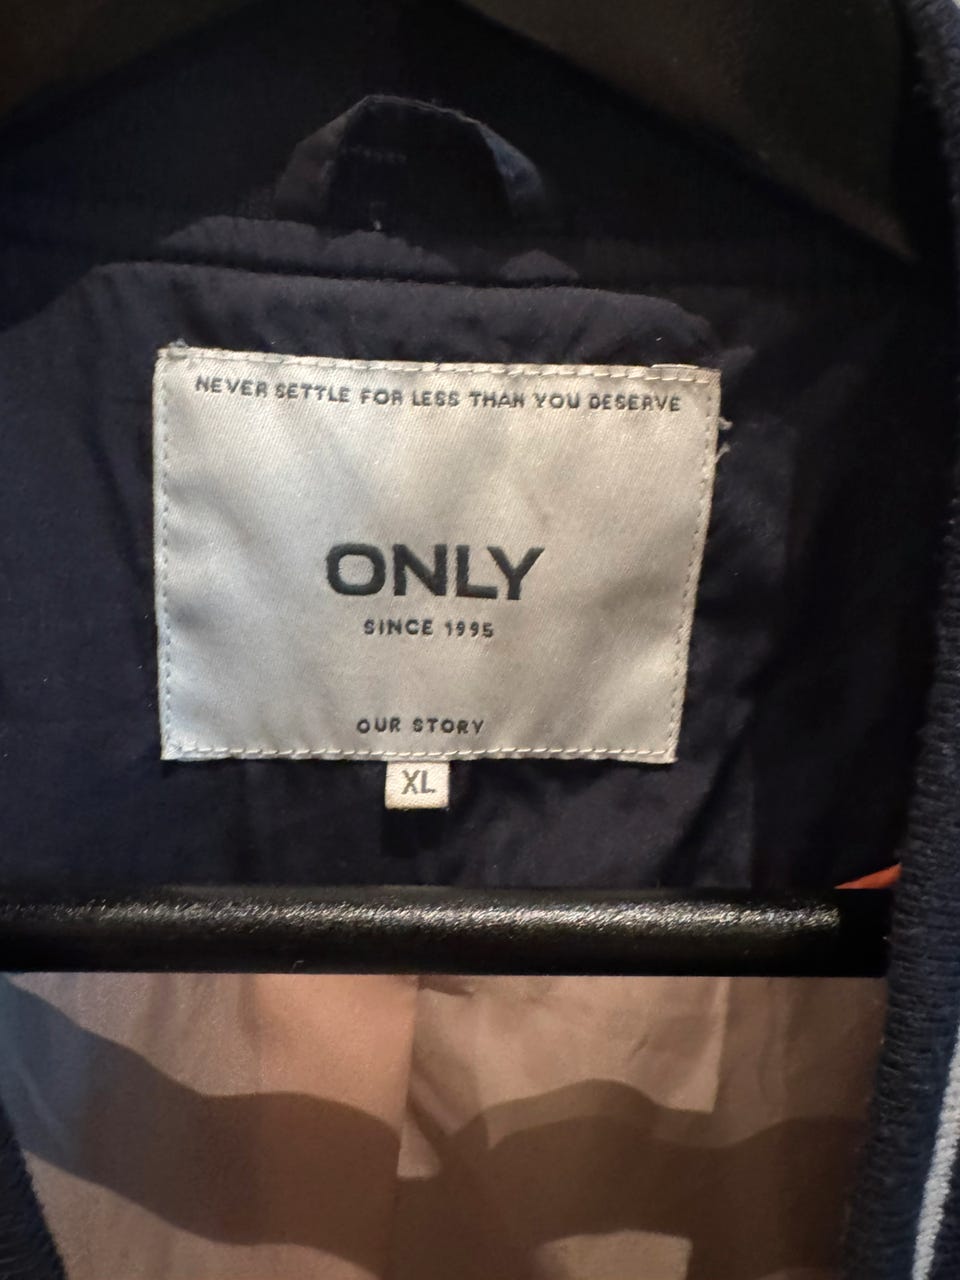 NEVER SETTLE FOR LESS THAN YOU DESERVE
ONLY
SINCE 1995
OUR STORY
XL